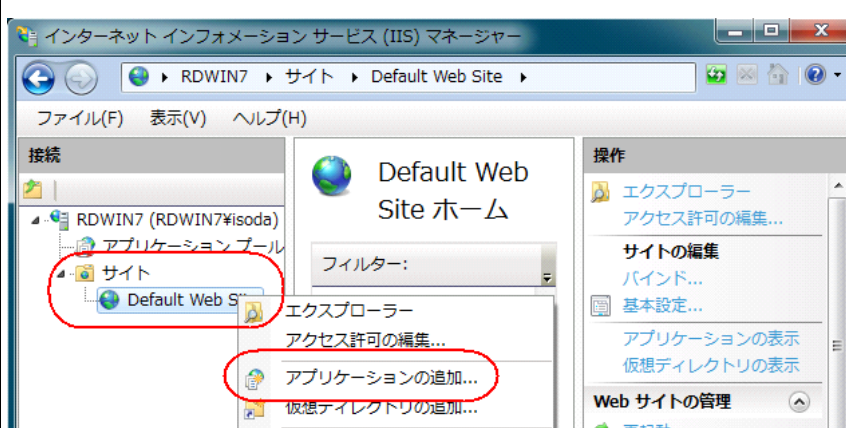 インターネット インフォメーション サービス (IIS) マネージャー
RDWIN7 サイト Default Web Site
ファイル(F) 表示(V) ヘルプ(H)
接続
RDWIN7 (RDWIN7¥isoda)
アプリケーション プール
サイト
Default Web Si
Default Web
Site ホーム
フィルター:
エクスプローラー
アクセス許可の編集...
アプリケーションの追加...
仮想ディレクトリの追加...
操作
エクスプローラー
アクセス許可の編集...
サイトの編集
バインド...
基本設定...
アプリケーションの表示
仮想ディレクトリの表示
Web サイトの管理